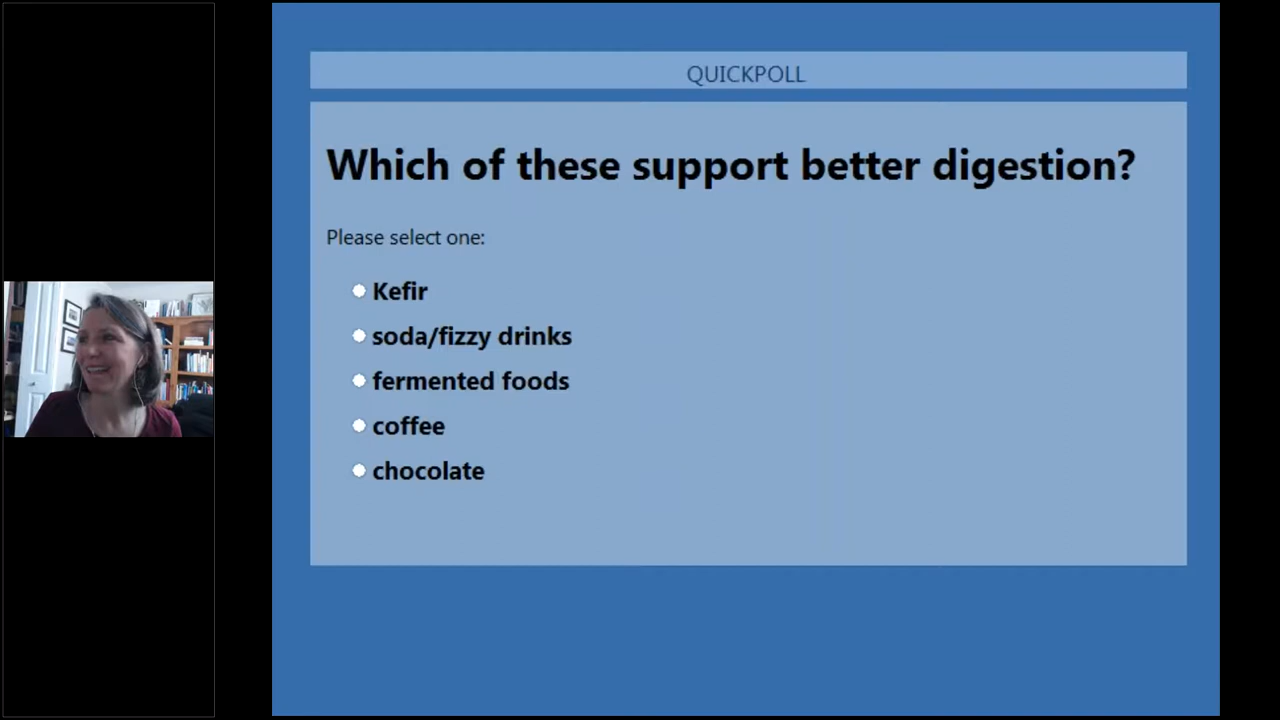 QUICKPOLL
Which of these support better digestion?
Please select one:
Kefir
soda/fizzy drinks
fermented foods
coffee
chocolate